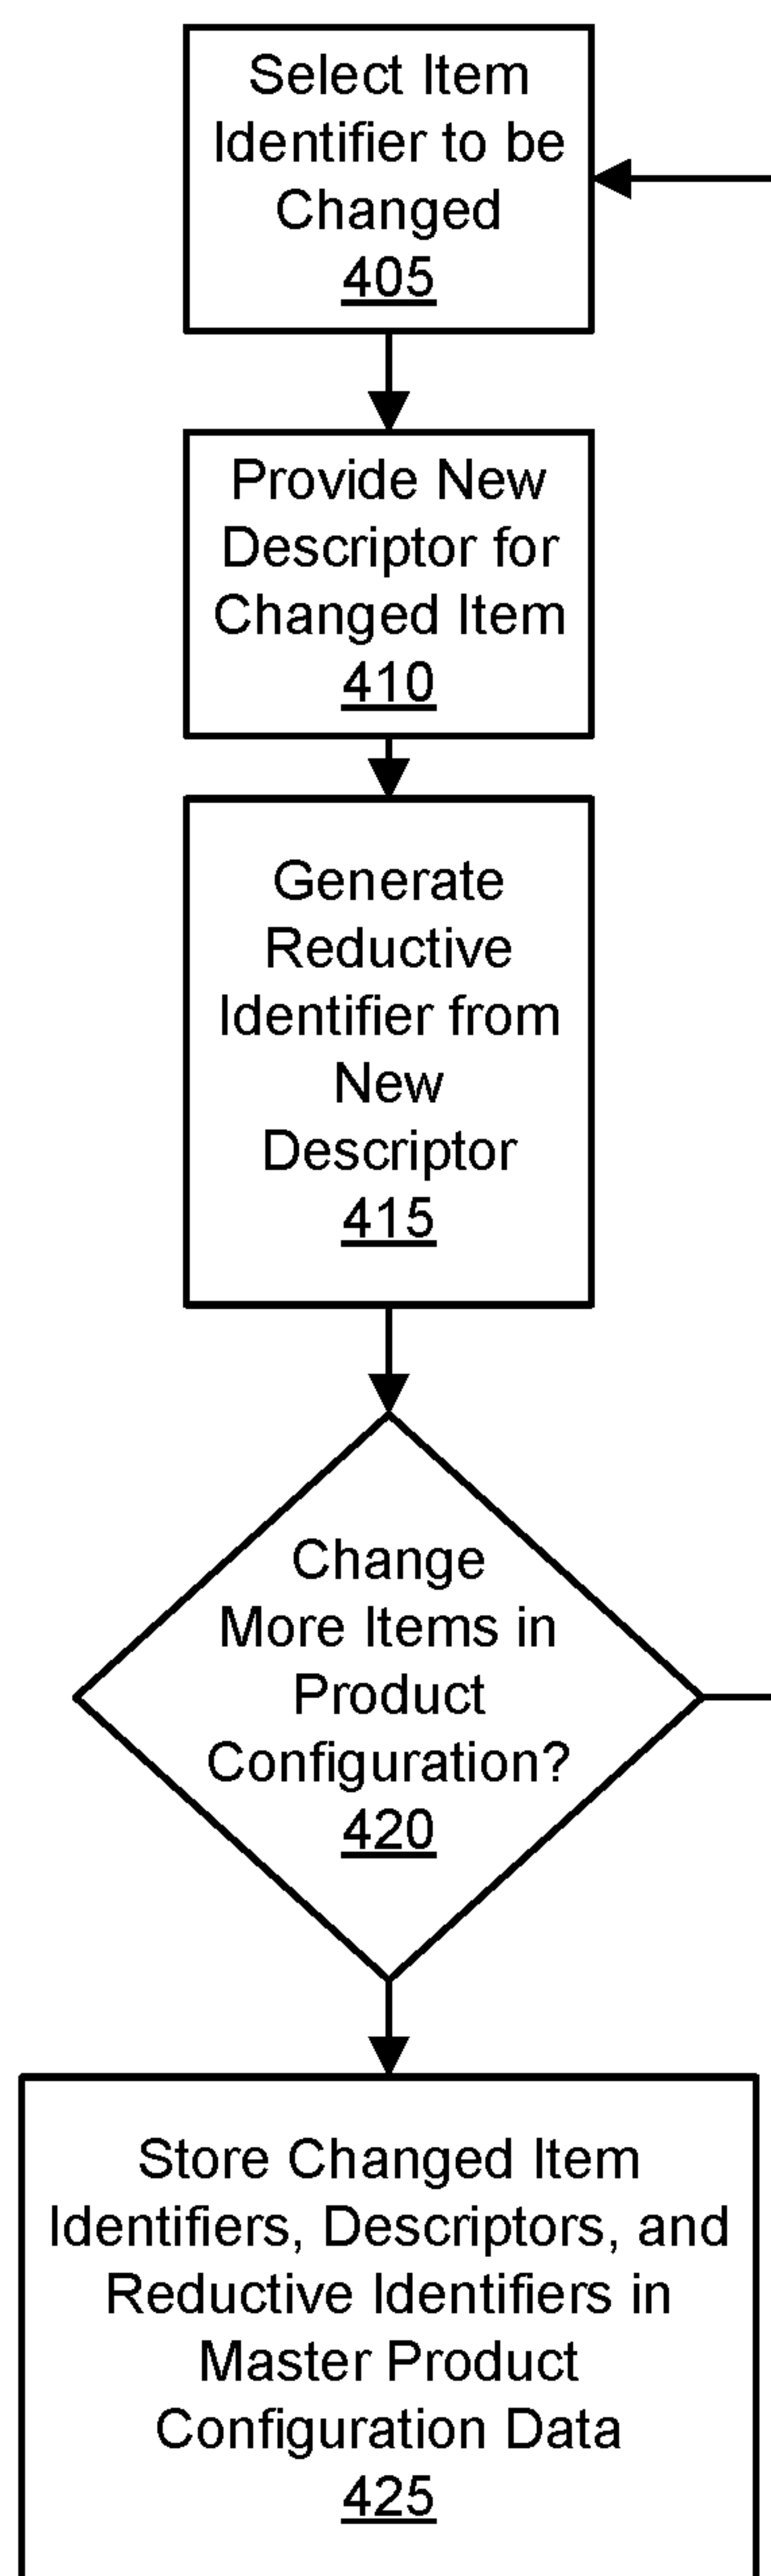 Select Item
Identifier to be
Changed
405
Provide New
Descriptor for
Changed Item
410
Generate
Reductive
Identifier from
New
Descriptor
415
Change
More Items in
Product
Configuration?
420
Store Changed Item
Identifiers, Descriptors, and
Reductive Identifiers in
Master Product
Configuration Data
425